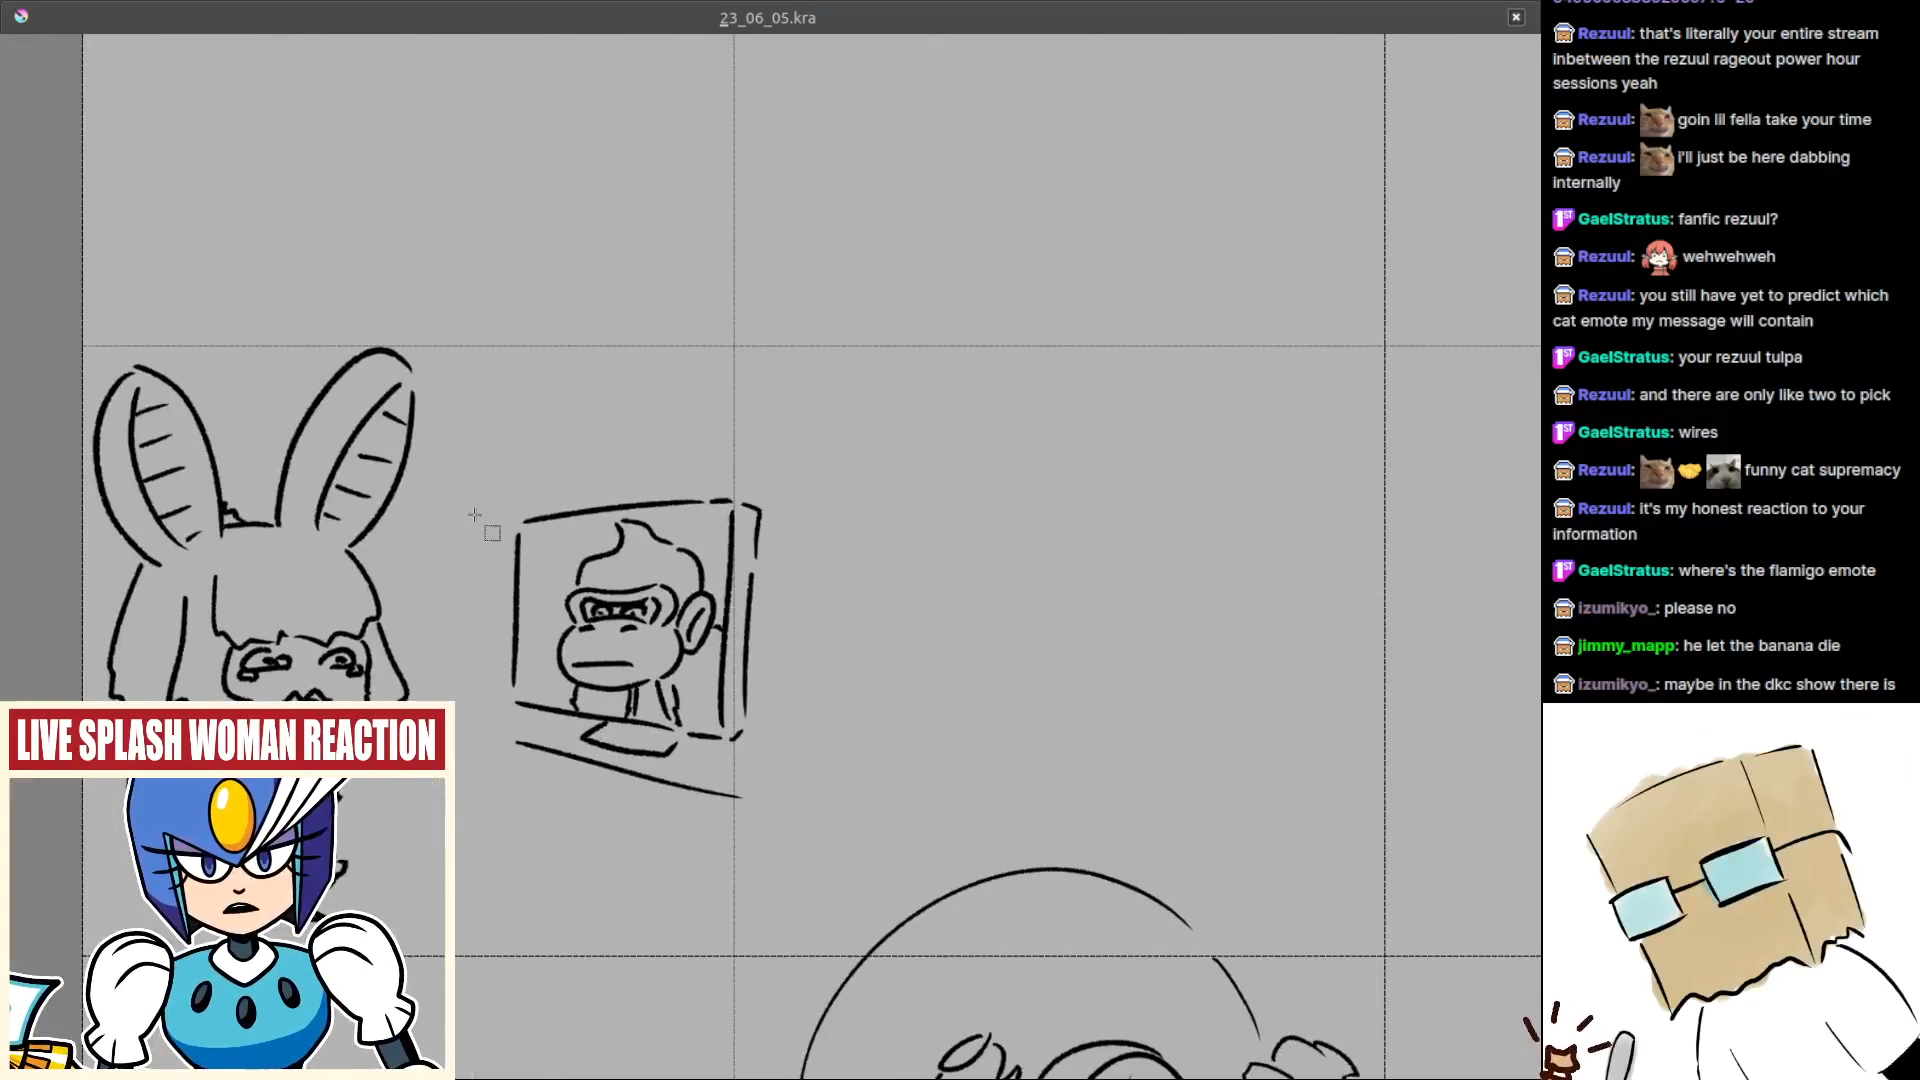 23_06_05.kra
Rezuul: that's literally your entire stream
inbetween the rezuul rageout power hour
sessions yeah
Rezuul: goin lil fella take your time
Rezuul: i'll just be here dabbing
internally
1ST GaelStratus: fanfic rezuul?
Rezuul: wehwehweh
Rezuul: you still have yet to predict which
cat emote my message will contain
1ST GaelStratus: your rezuul tulpa
Rezuul: and there are only like two to pick
1ST GaelStratus: wires
Rezuul: funny cat supremacy
Rezuul: it's my honest reaction to your
information
1ST GaelStratus: where's the flamigo emote
izumikyo_: please no
jimmy_mapp: he let the banana die
izumikyo_: maybe in the dkc show there is
LIVE SPLASH WOMAN REACTION